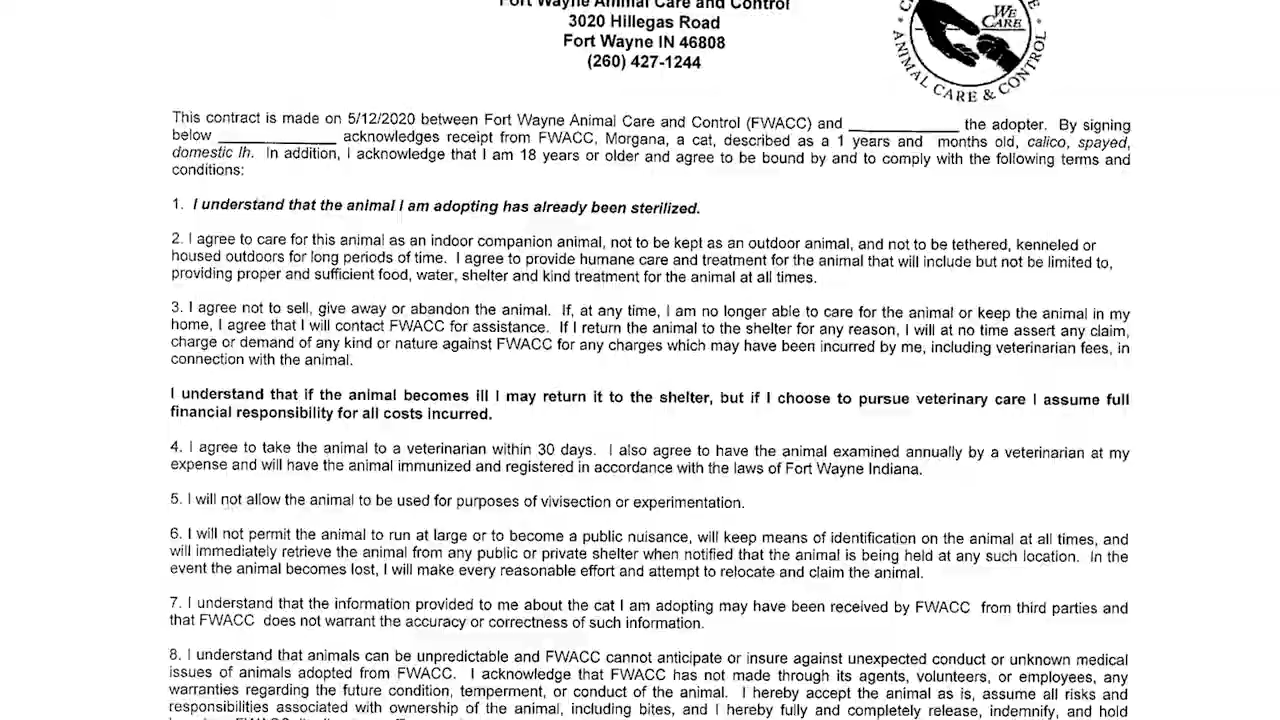 Fort Wayne Animal Care and Control
3020 Hillegas Road
Fort Wayne IN 46808
(260) 427-1244
WE CARE
ANIMAL CARE & CONTROL
This contract is made on 5/12/2020 between Fort Wayne Animal Care and Control (FWACC) and ____________ the adopter. By signing
below ____________ acknowledges receipt from FWACC, Morgana, a cat, described as a 1 years and months old, calico, spayed,
domestic lh. In addition, I acknowledge that I am 18 years or older and agree to be bound by and to comply with the following terms and
conditions:
1. I understand that the animal I am adopting has already been sterilized.
2. I agree to care for this animal as an indoor companion animal, not to be kept as an outdoor animal, and not to be tethered, kenneled or
housed outdoors for long periods of time. I agree to provide humane care and treatment for the animal that will include but not be limited to,
providing proper and sufficient food, water, shelter and kind treatment for the animal at all times.
3. I agree not to sell, give away or abandon the animal. If, at any time, I am no longer able to care for the animal or keep the animal in my
home, I agree that I will contact FWACC for assistance. If I return the animal to the shelter for any reason, I will at no time assert any claim,
charge or demand of any kind or nature against FWACC for any charges which may have been incurred by me, including veterinarian fees, in
connection with the animal.
I understand that if the animal becomes ill I may return it to the shelter, but if I choose to pursue veterinary care I assume full
financial responsibility for all costs incurred.
4. I agree to take the animal to a veterinarian within 30 days. I also agree to have the animal examined annually by a veterinarian at my
expense and will have the animal immunized and registered in accordance with the laws of Fort Wayne Indiana.
5. I will not allow the animal to be used for purposes of vivisection or experimentation.
6. I will not permit the animal to run at large or to become a public nuisance, will keep means of identification on the animal at all times, and
will immediately retrieve the animal from any public or private shelter when notified that the animal is being held at any such location. In the
event the animal becomes lost, I will make every reasonable effort and attempt to relocate and claim the animal.
7. I understand that the information provided to me about the cat I am adopting may have been received by FWACC from third parties and
that FWACC does not warrant the accuracy or correctness of such information.
8. I understand that animals can be unpredictable and FWACC cannot anticipate or insure against unexpected conduct or unknown medical
issues of animals adopted from FWACC. I acknowledge that FWACC has not made through its agents, volunteers, or employees, any
warranties regarding the future condition, temperment, or conduct of the animal. I hereby accept the animal as is, assume all risks and
responsibilities associated with ownership of the animal, including bites, and I hereby fully and completely release, indemnify, and hold